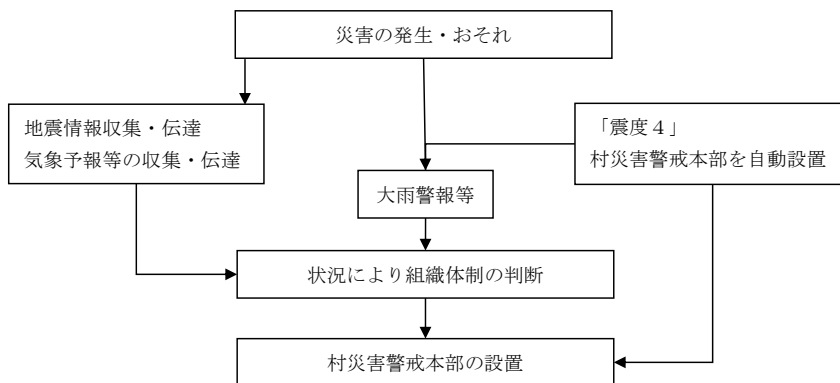 災害の発生・おそれ
地震情報収集・伝達
気象予報等の収集・伝達
「震度４」
村災害警戒本部を自動設置
大雨警報等
状況により組織体制の判断
村災害警戒本部の設置